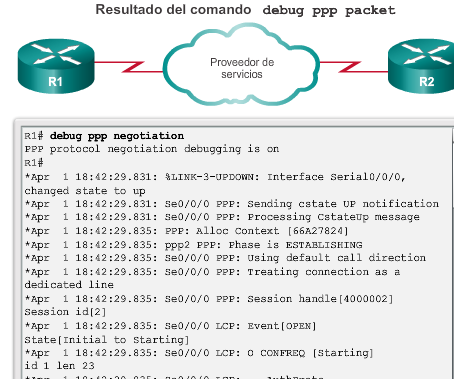 Resultado del comando debug ppp packet
Proveedor de
servicios
R1
R2
R1# debug ppp negotiation
PPP protocol negotiation debugging is on
R1#
*Apr 1 18:42:29.831: %LINK-3-UPDOWN: Interface Serial0/0/0,
changed state to up
*Apr 1 18:42:29.831: Se0/0/0 PPP: Sending cstate UP notification
*Apr 1 18:42:29.831: Se0/0/0 PPP: Processing CstateUp message
*Apr 1 18:42:29.835: PPP: Alloc Context [66A27824]
*Apr 1 18:42:29.835: ppp2 PPP: Phase is ESTABLISHING
*Apr 1 18:42:29.835: Se0/0/0 PPP: Using default call direction
*Apr 1 18:42:29.835: Se0/0/0 PPP: Treating connection as a
dedicated line
*Apr 1 18:42:29.835: Se0/0/0 PPP: Session handle[4000002]
Session id[2]
*Apr 1 18:42:29.835: Se0/0/0 LCP: Event[OPEN]
State[Initial to Starting]
*Apr 1 18:42:29.835: Se0/0/0 LCP: O CONFREQ [Starting]
id 1 len 23